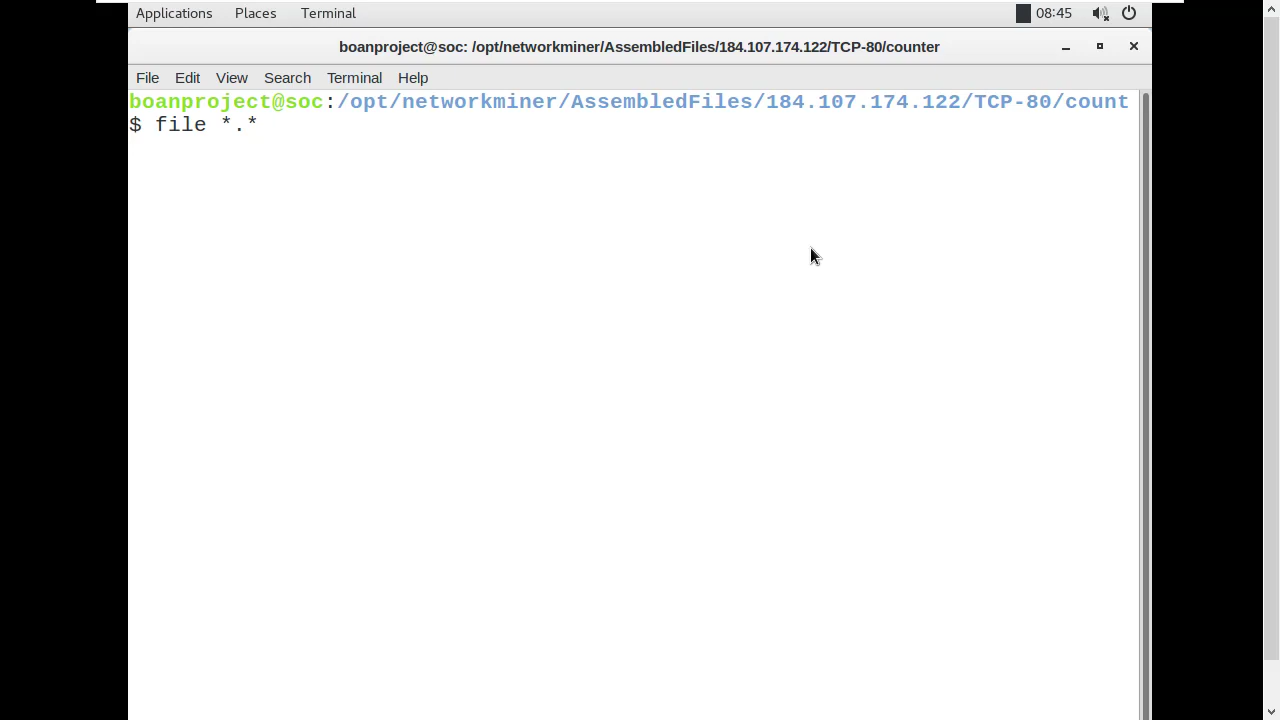 Applications Places Terminal 08:45
boanproject@soc: /opt/networkminer/AssembledFiles/184.107.174.122/TCP-80/counter
File Edit View Search Terminal Help
boanproject@soc:/opt/networkminer/AssembledFiles/184.107.174.122/TCP-80/count
$ file *.*